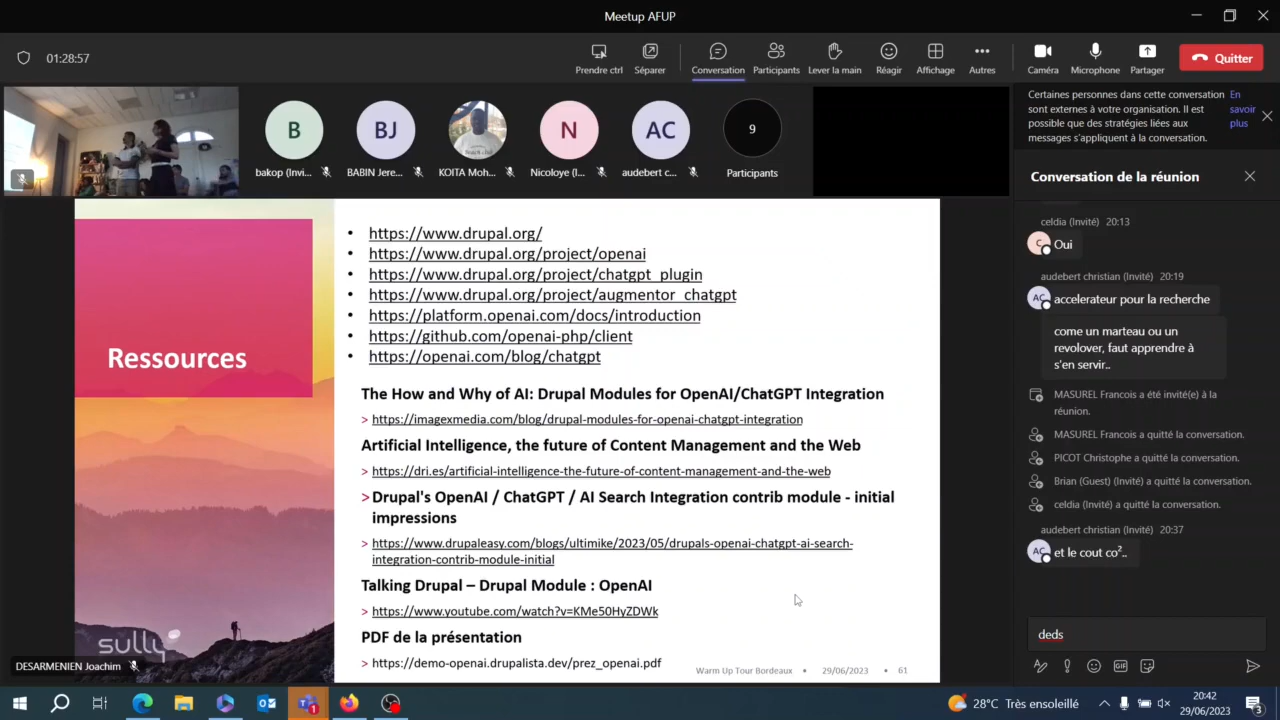 Meetup AFUP
01:28:57
Prendre ctrl
Séparer
Conversation
Participants
Lever la main
Réagir
Affichage
Autres
Caméra
Microphone
Partager
Quitter
B
bakop (Invi...
BJ
BABIN Jere...
KOITA Moh...
N
Nicoloye (I...
AC
audebert c...
9
Participants
Certaines personnes dans cette conversation
sont externes à votre organisation. Il est
possible que des stratégies liées aux
messages s'appliquent à la conversation.
En
savoir
plus
Ressources
• https://www.drupal.org/
• https://www.drupal.org/project/openai
• https://www.drupal.org/project/chatgpt_plugin
• https://www.drupal.org/project/augmentor_chatgpt
• https://platform.openai.com/docs/introduction
• https://github.com/openai-php/client
• https://openai.com/blog/chatgpt
The How and Why of AI: Drupal Modules for OpenAI/ChatGPT Integration
> https://imagexmedia.com/blog/drupal-modules-for-openai-chatgpt-integration
Artificial Intelligence, the future of Content Management and the Web
> https://dri.es/artificial-intelligence-the-future-of-content-management-and-the-web
> Drupal's OpenAI / ChatGPT / AI Search Integration contrib module - initial
impressions
> https://www.drupaleasy.com/blogs/ultimike/2023/05/drupals-openai-chatgpt-ai-search-
integration-contrib-module-initial
Talking Drupal – Drupal Module : OpenAI
> https://www.youtube.com/watch?v=KMe50HyZDWk
PDF de la présentation
> https://demo-openai.drupalista.dev/prez_openai.pdf
Warm Up Tour Bordeaux • 29/06/2023 • 61
sully
DESARMENIEN Joachim
Conversation de la réunion
celdia (Invité) 20:13
C
Oui
audebert christian (Invité) 20:19
AC
accelerateur pour la recherche
come un marteau ou un
revolver, faut apprendre à
s'en servir..
MASUREL Francois a été invité(e) à la
réunion.
MASUREL Francois a quitté la conversation.
PICOT Christophe a quitté la conversation.
Brian (Guest) (Invité) a quitté la conversation.
celdia (Invité) a quitté la conversation.
audebert christian (Invité) 20:37
AC
et le cout co²..
deds
GIF
1
28°C Très ensoleillé
20:42
29/06/2023
3